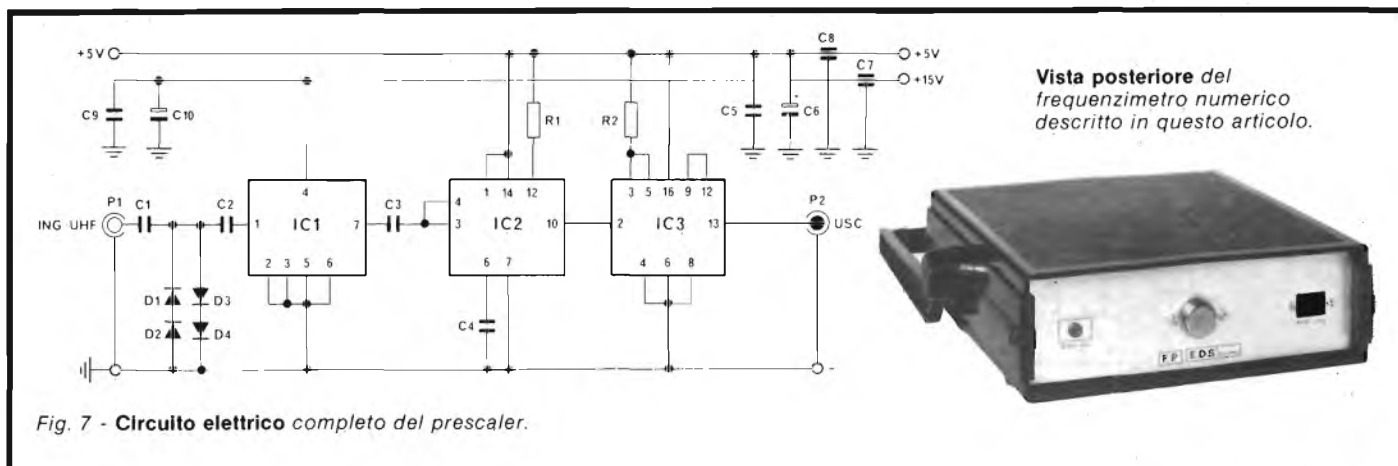 +5V
C8
+5V
C7
+15V
C9
C10
R1
R2
C5
C6
4
1 14 12
3 5 16 9 12
P1 C1
C2
C3
P2
ING UHF
1 IC1 7
4
3 IC2 10
2 IC3 13
USC
2 3 5 6
6 7
4 6 8
D1 D3
D2 D4
C4
-
Vista posteriore del
frequenzimetro numerico
descritto in questo articolo.
FP EDS
Fig. 7 - Circuito elettrico completo del prescaler.